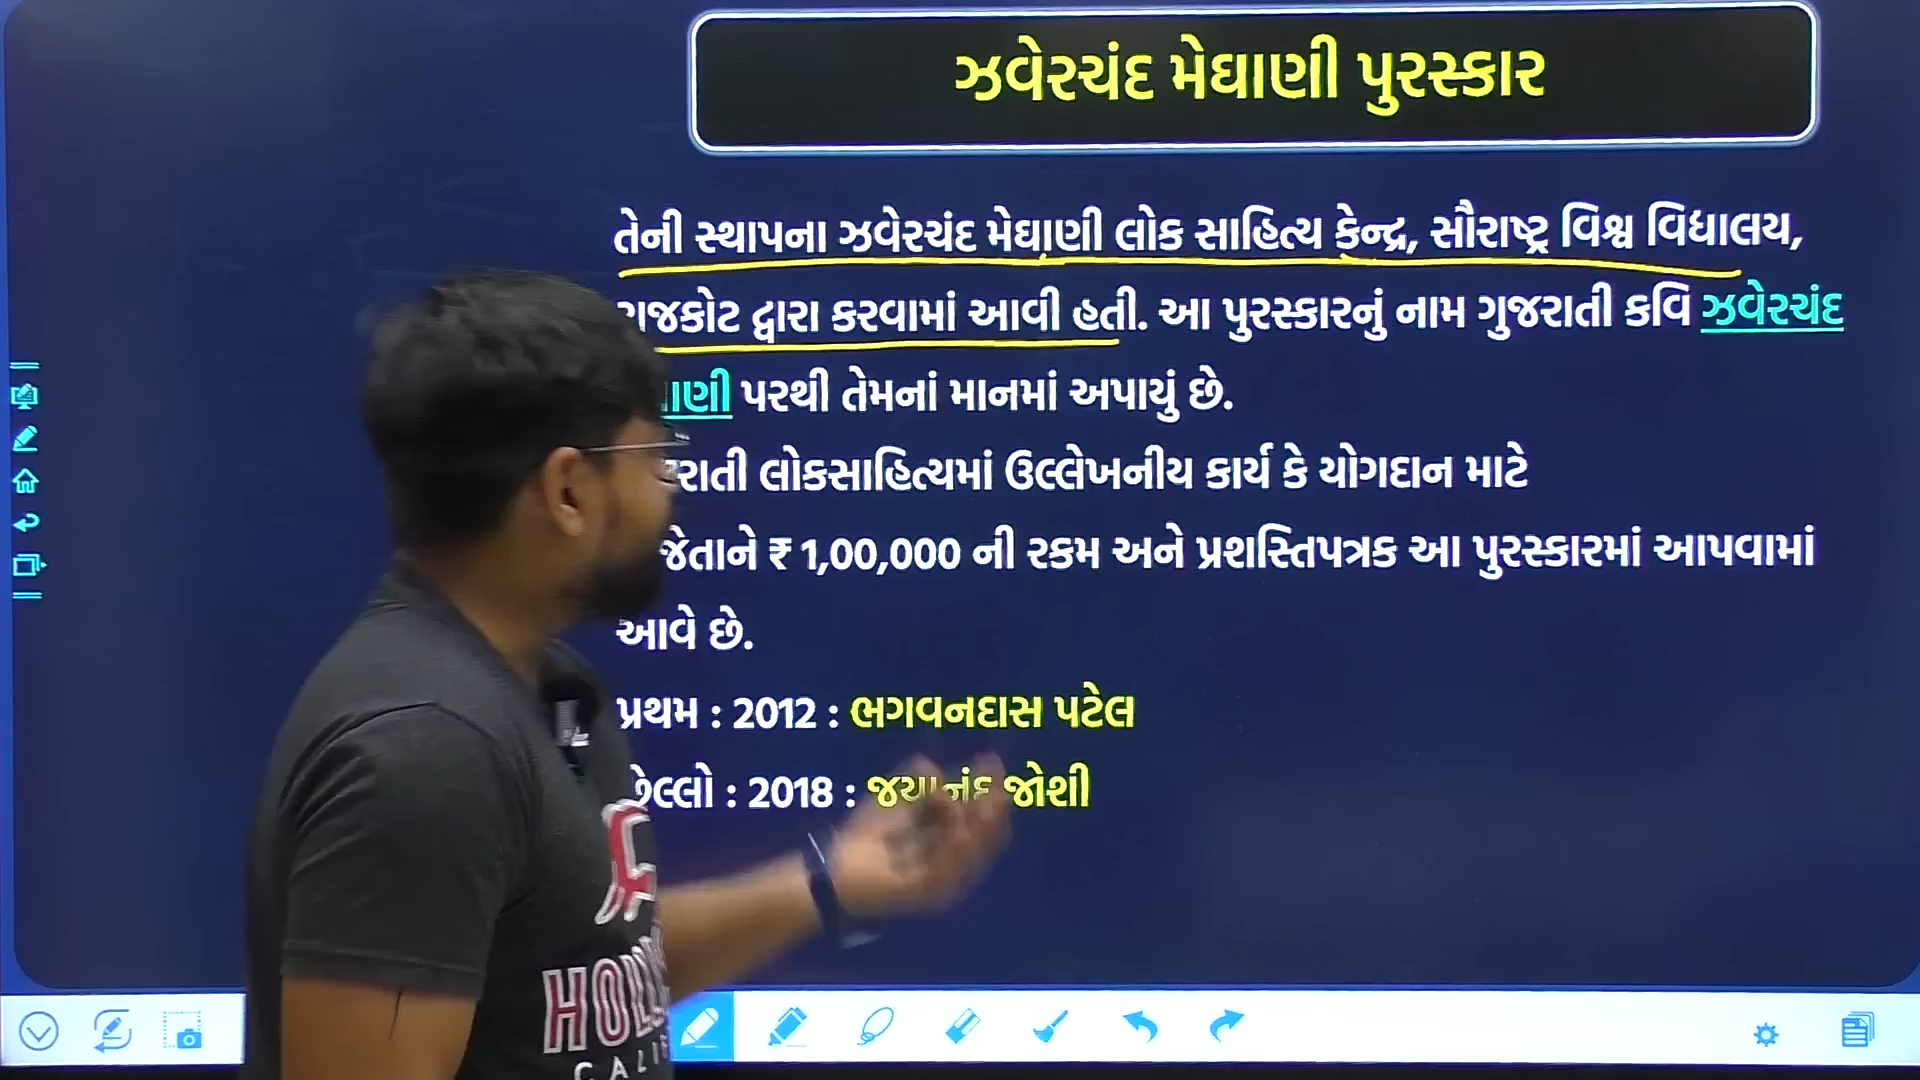 ઝવેરચંદ મેઘાણી પુરસ્કાર
તેની સ્થાપના ઝવેરચંદ મેઘાણી લોક સાહિત્ય કેન્દ્ર, સૌરાષ્ટ્ર વિશ્વ વિદ્યાલય,
દ્વારા કરવામાં આવી હતી. આ પુરસ્કારનું નામ ગુજરાતી કવિ ઝવેરચંદ
પરથી તેમનાં માનમાં અપાયું છે.
લોકસાહિત્યમાં ઉલ્લેખનીય કાર્ય કે યોગદાન માટે
₹ 1,00,000 ની રકમ અને પ્રશસ્તિપત્રક આ પુરસ્કારમાં આપવામાં
આવે છે.
પ્રથમ : 2012 : ભગવનદાસ પટેલ
: 2018 : જયાનંદ જોશી